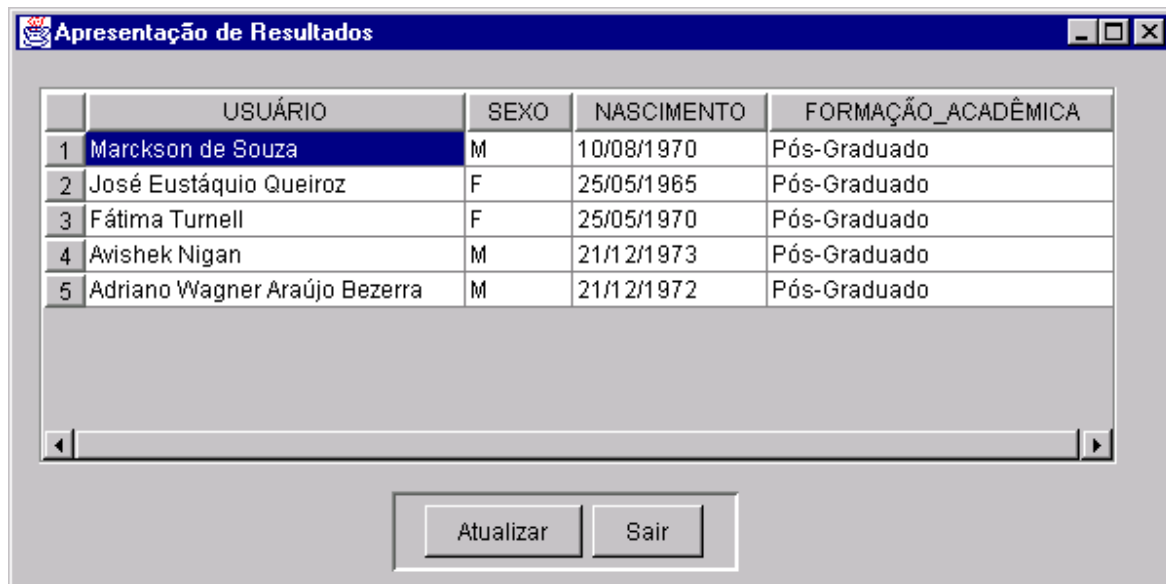 Apresentação de Resultados
USUÁRIO SEXO NASCIMENTO FORMAÇÃO_ACADÊMICA
1 Marckson de Souza M 10/08/1970 Pós-Graduado
2 José Eustáquio Queiroz F 25/05/1965 Pós-Graduado
3 Fátima Turnell F 25/05/1970 Pós-Graduado
4 Avishek Nigan M 21/12/1973 Pós-Graduado
5 Adriano Wagner Araújo Bezerra M 21/12/1972 Pós-Graduado
Atualizar Sair